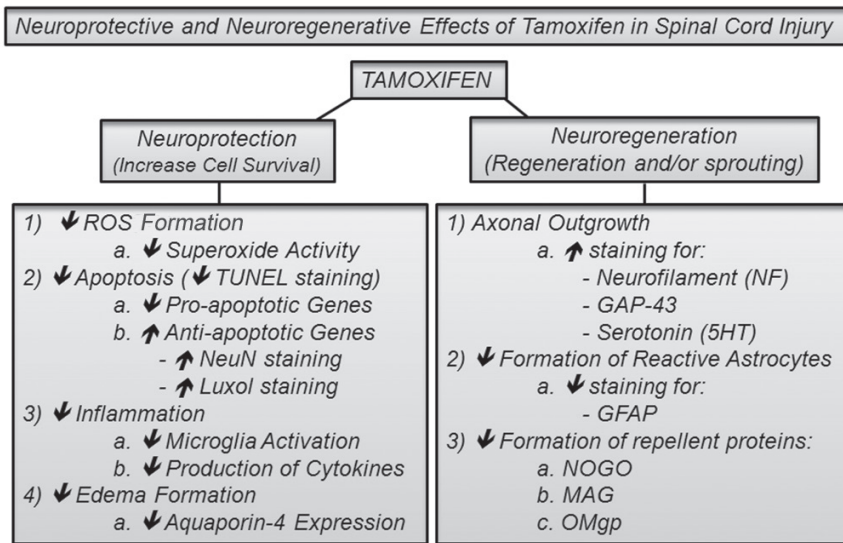 Neuroprotective and Neuroregenerative Effects of Tamoxifen in Spinal Cord Injury
TAMOXIFEN
Neuroprotection
(Increase Cell Survival)
1) ↓ ROS Formation
a. ↓ Superoxide Activity
2) ↓ Apoptosis (↓ TUNEL staining)
a. ↓ Pro-apoptotic Genes
b. ↑ Anti-apoptotic Genes
- ↑ NeuN staining
- ↑ Luxol staining
3) ↓ Inflammation
a. ↓ Microglia Activation
b. ↓ Production of Cytokines
4) ↓ Edema Formation
a. ↓ Aquaporin-4 Expression
Neuroregeneration
(Regeneration and/or sprouting)
1) Axonal Outgrowth
a. ↑ staining for:
- Neurofilament (NF)
- GAP-43
- Serotonin (5HT)
2) ↓ Formation of Reactive Astrocytes
a. ↓ staining for:
- GFAP
3) ↓ Formation of repellent proteins:
a. NOGO
b. MAG
c. OMgp